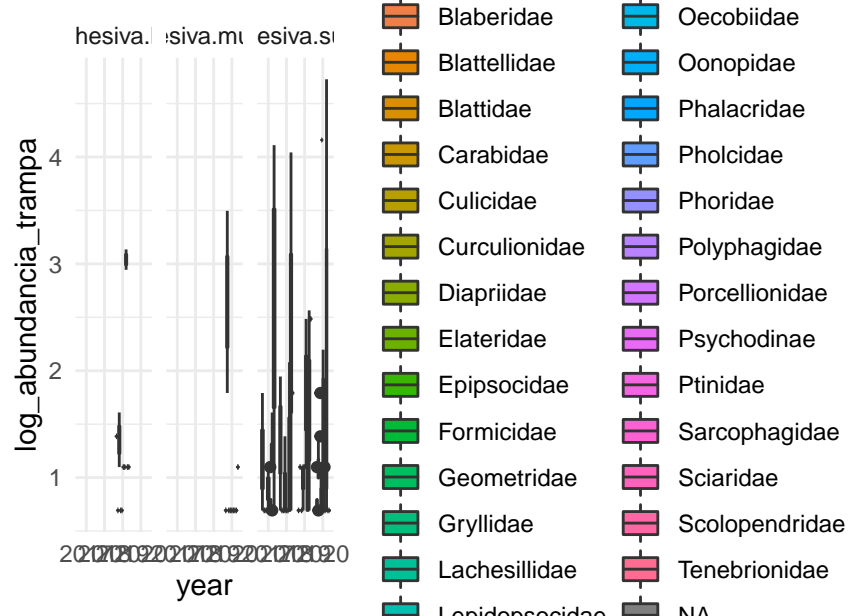 hesiva.
esiva.mu
esiva.su
log_abundancia_trampa
4
3
2
1
year
Blaberidae
Blattellidae
Blattidae
Carabidae
Culicidae
Curculionidae
Diapriidae
Elateridae
Epipsocidae
Formicidae
Geometridae
Gryllidae
Lachesillidae
Lepidopsocidae
Oecobiidae
Oonopidae
Phalacridae
Pholcidae
Phoridae
Polyphagidae
Porcellionidae
Psychodinae
Ptinidae
Sarcophagidae
Sciaridae
Scolopendridae
Tenebrionidae
NA